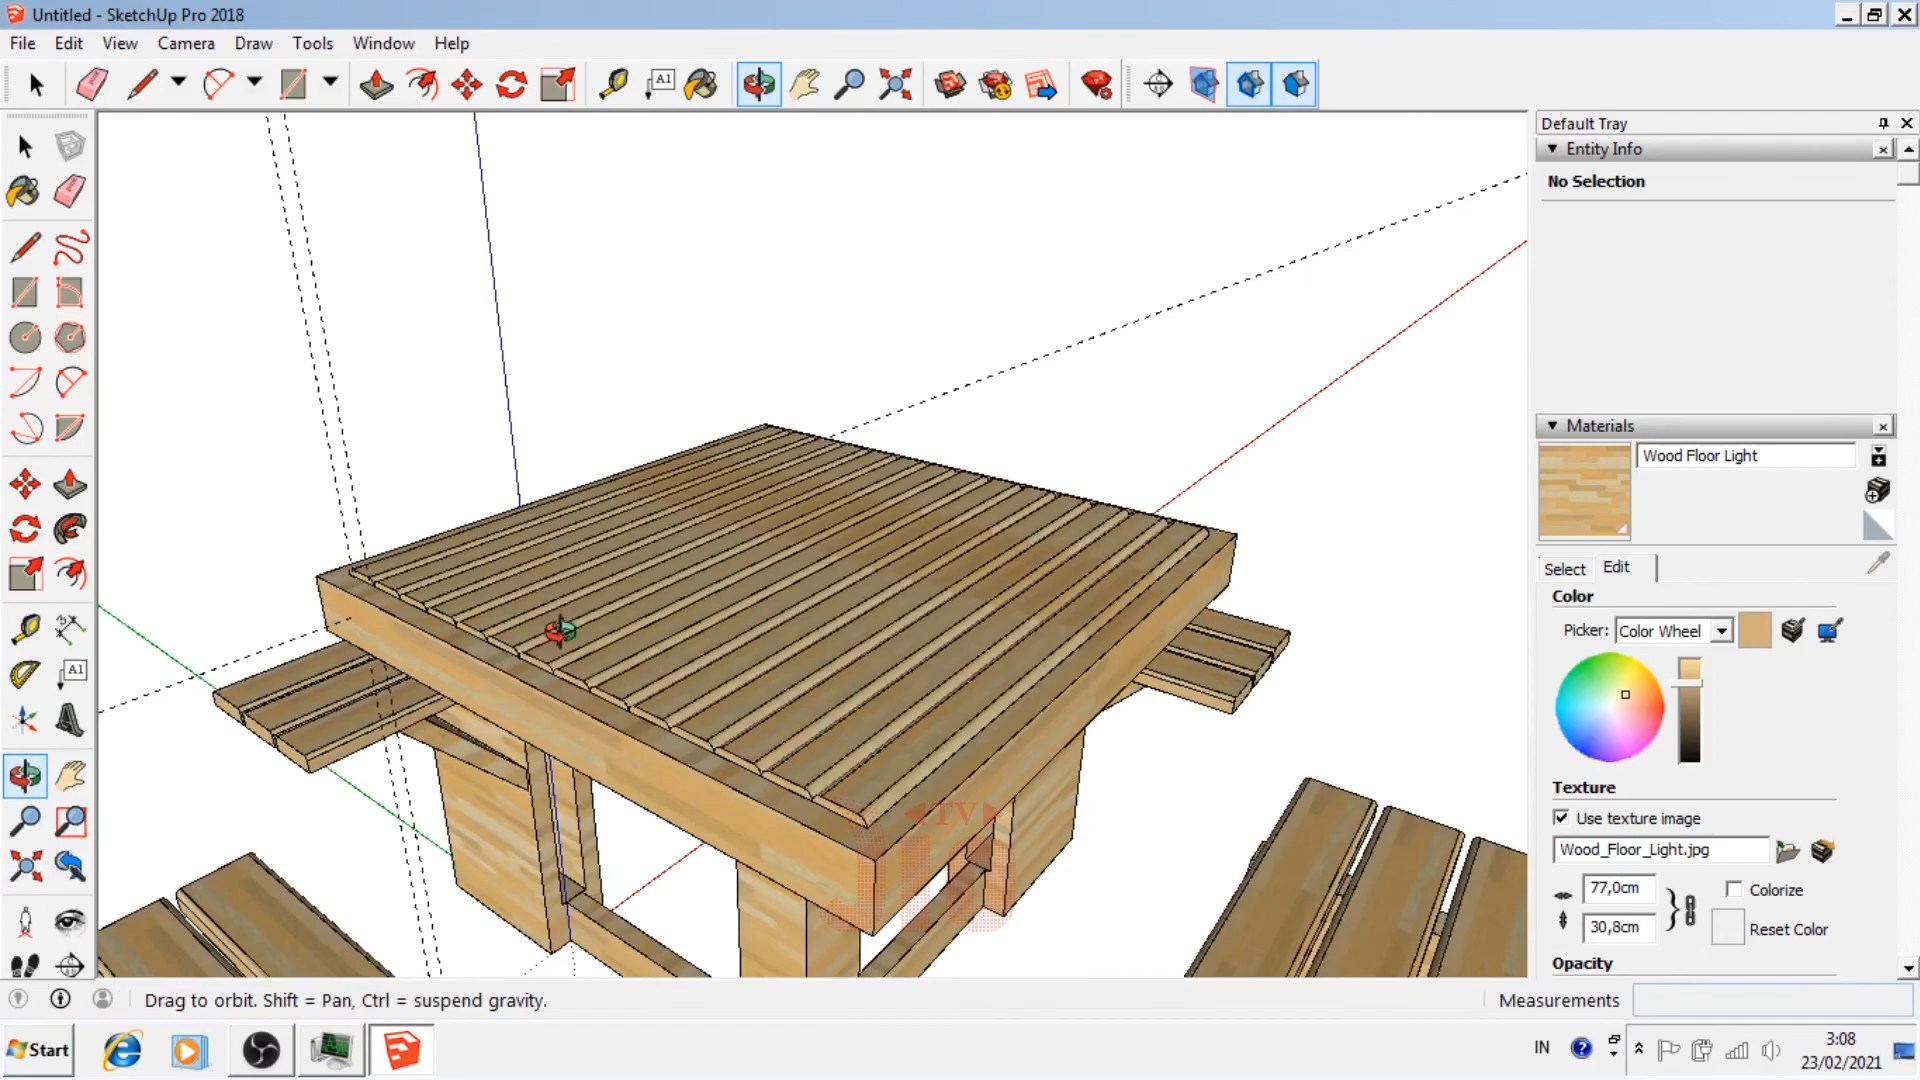 Untitled - SketchUp Pro 2018
File Edit View Camera Draw Tools Window Help
A1
Default Tray
Entity Info
No Selection
Materials
Wood Floor Light
Select Edit
Color
Picker: Color Wheel
Texture
Use texture image
Wood_Floor_Light.jpg
77,0cm
Colorize
30,8cm
Reset Color
Opacity
A1
TV
Drag to orbit. Shift = Pan, Ctrl = suspend gravity.
Measurements
Start
IN
3:08
23/02/2021